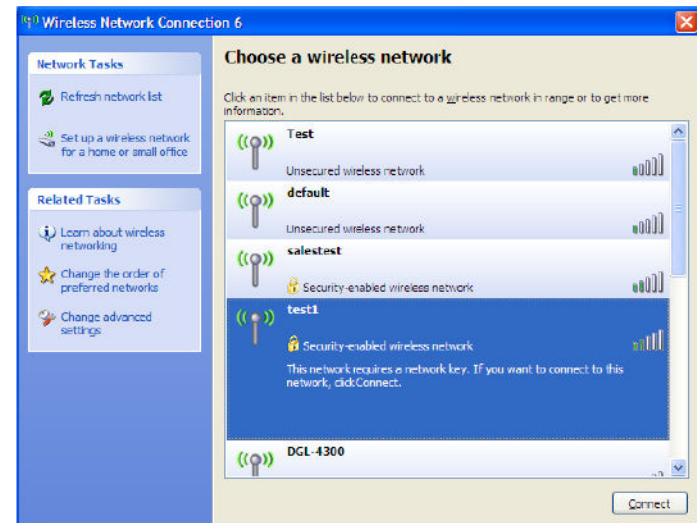 Wireless Network Connection 6
Network Tasks
Refresh network list
Set up a wireless network
for a home or small office
Related Tasks
Learn about wireless
networking
Change the order of
preferred networks
Change advanced
settings
Choose a wireless network
Click an item in the list below to connect to a wireless network in range or to get more
information.
Test
Unsecured wireless network
default
Unsecured wireless network
salestest
Security-enabled wireless network
test1
Security-enabled wireless network
This network requires a network key. If you want to connect to this
network, click Connect.
DGL-4300
Connect